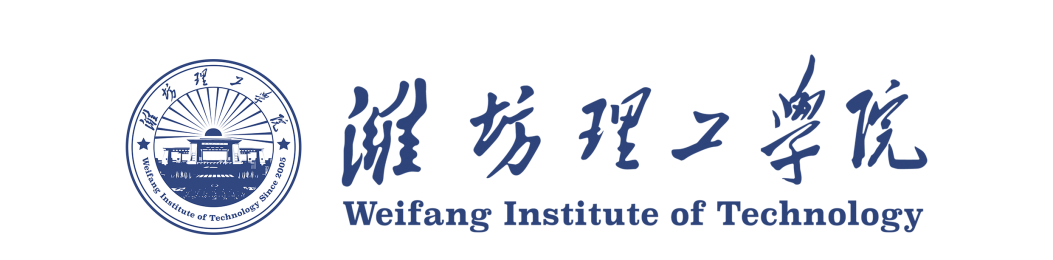 潍坊理工学院
Weifang Institute of Technology Since 2005
潍坊理工學院
Weifang Institute of Technology